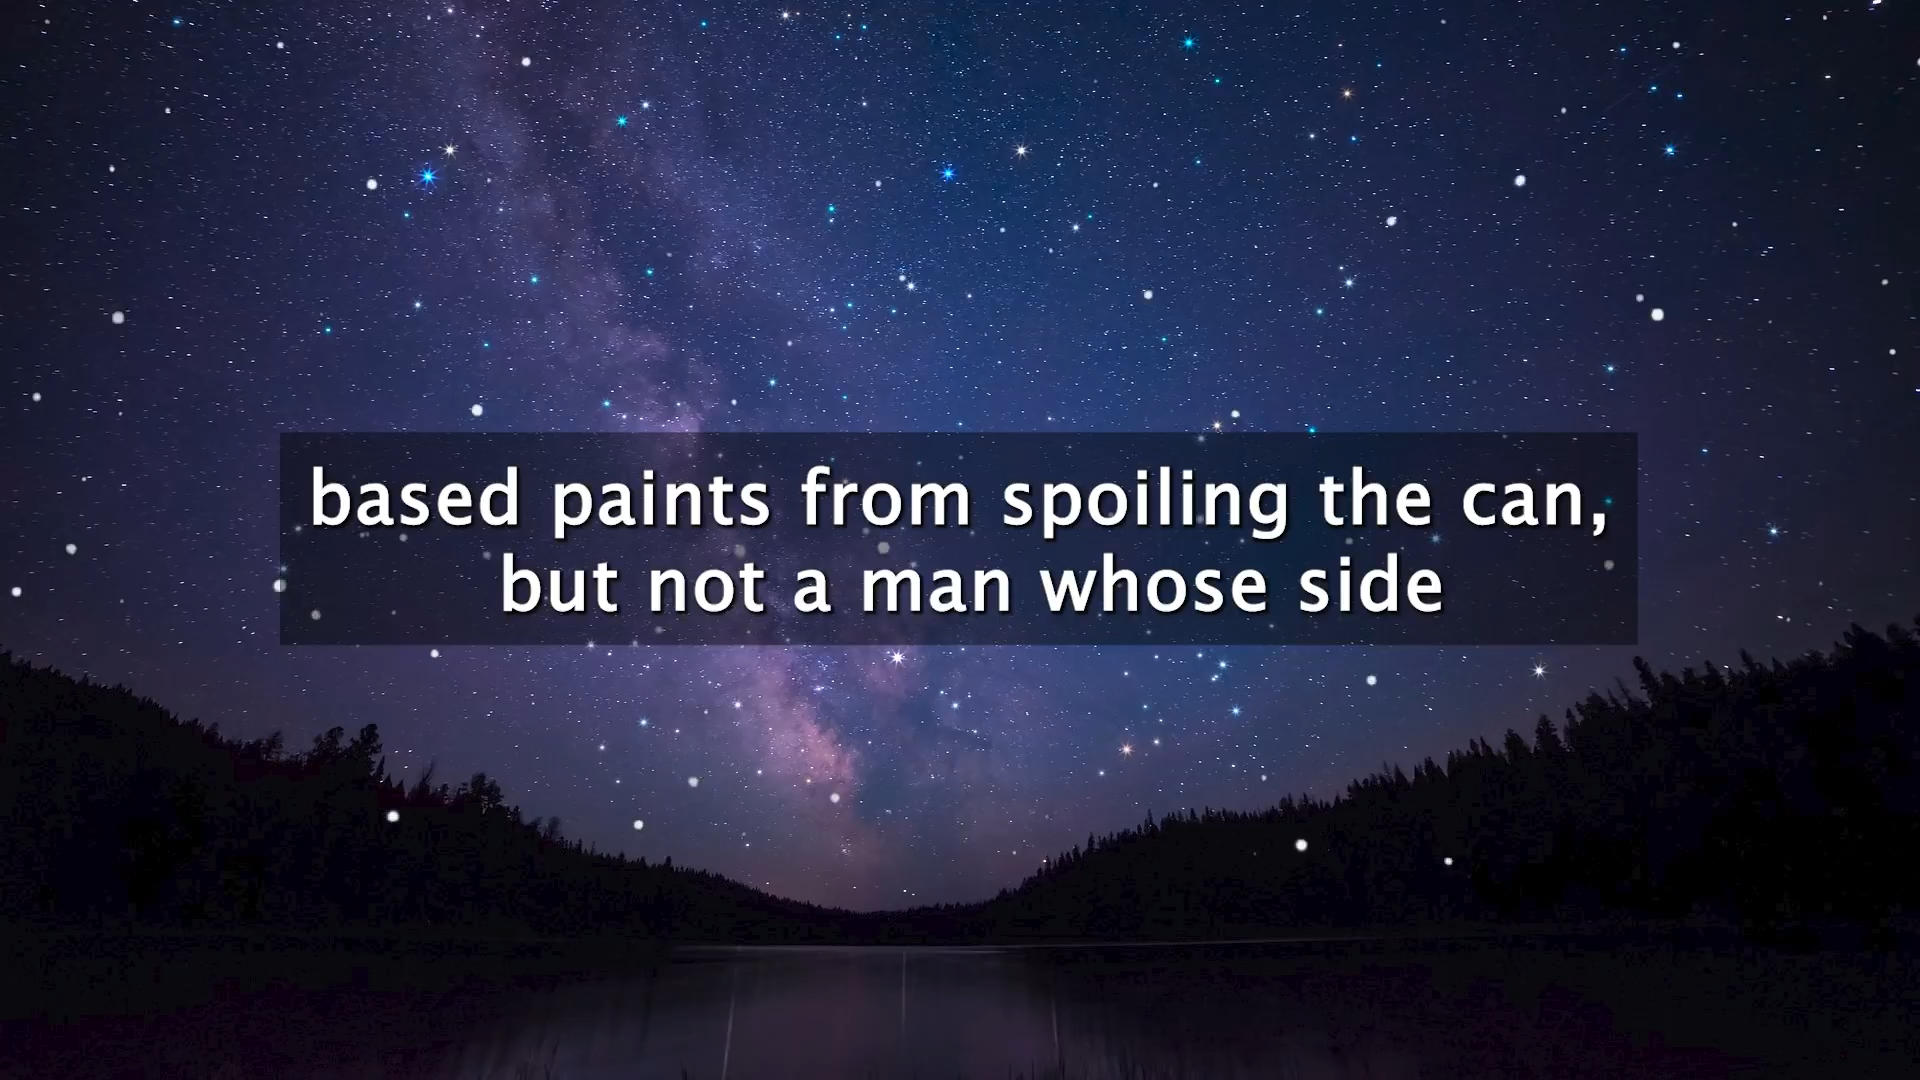 based paints from spoiling the can,
but not a man whose side